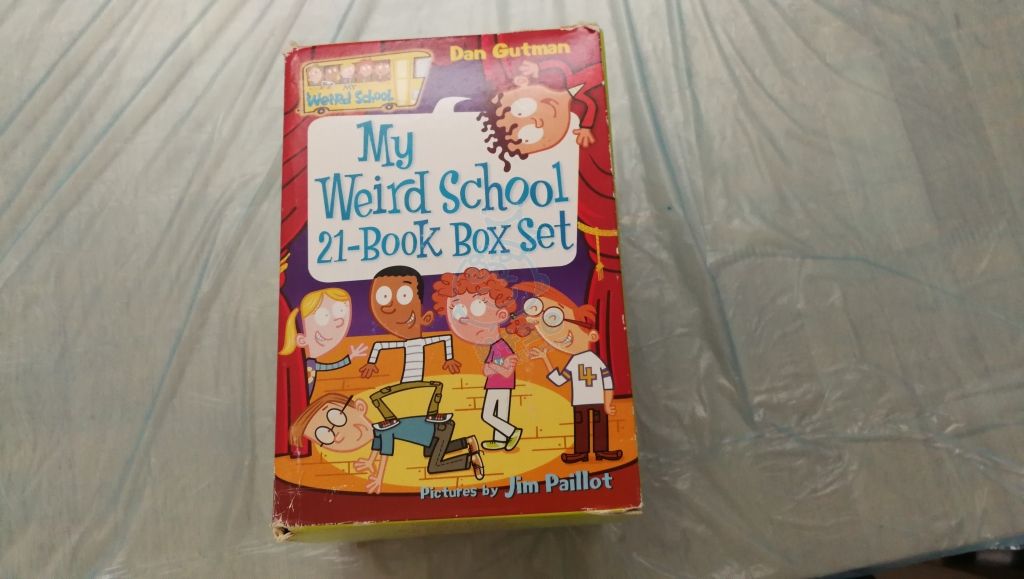 Dan Gutman
My
Weird School
My
Weird School
21-Book Box Set
4
Pictures by Jim Paillot